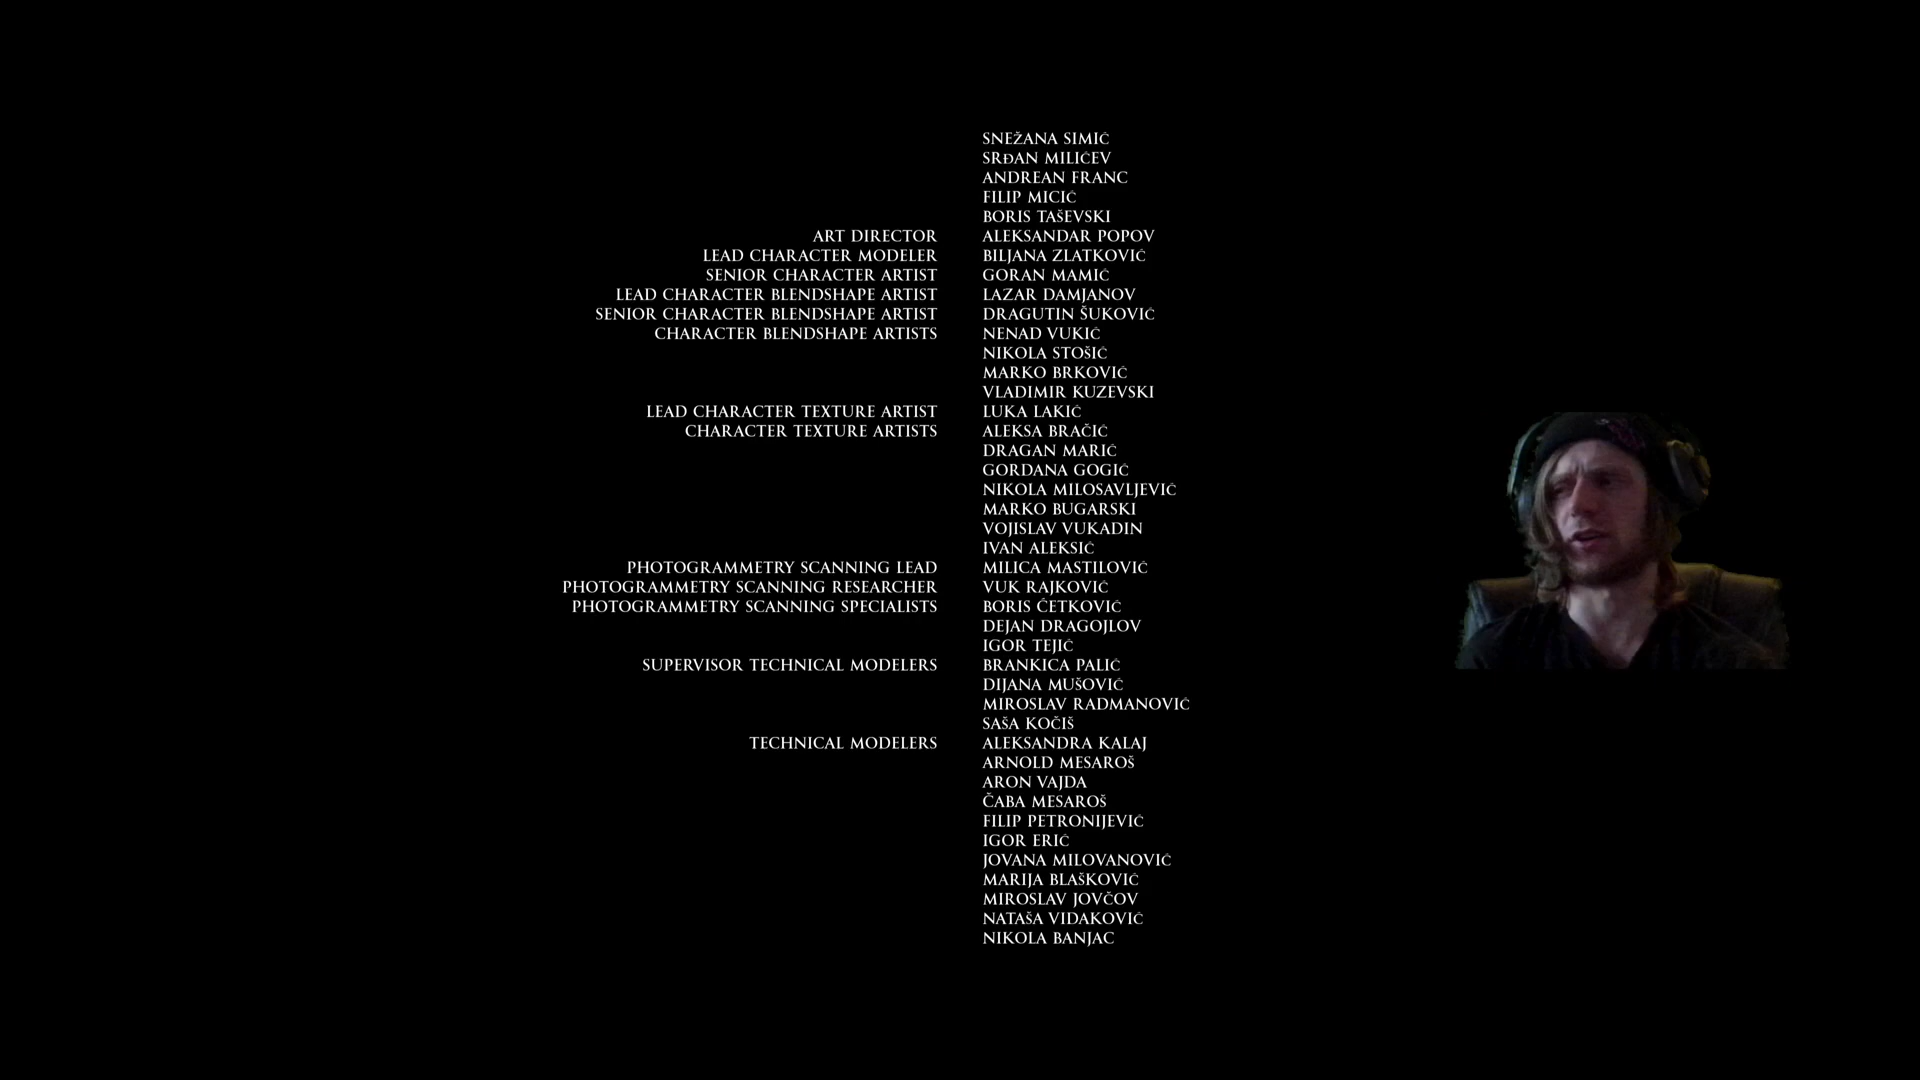 SNEŽANA SIMIĆ
SRĐAN MILIĆEV
ANDREAN FRANC
FILIP MICIĆ
BORIS TAŠEVSKI
ART DIRECTOR ALEKSANDAR POPOV
LEAD CHARACTER MODELER BILJANA ZLATKOVIĆ
SENIOR CHARACTER ARTIST GORAN MAMIĆ
LEAD CHARACTER BLENDSHAPE ARTIST LAZAR DAMJANOV
SENIOR CHARACTER BLENDSHAPE ARTIST DRAGUTIN ŠUKOVIĆ
CHARACTER BLENDSHAPE ARTISTS NENAD VUKIĆ
NIKOLA STOŠIĆ
MARKO BRKOVIĆ
VLADIMIR KUZEVSKI
LEAD CHARACTER TEXTURE ARTIST LUKA LAKIĆ
CHARACTER TEXTURE ARTISTS ALEKSA BRAČIĆ
DRAGAN MARIĆ
GORDANA GOGIĆ
NIKOLA MILOSAVLJEVIĆ
MARKO BUGARSKI
VOJISLAV VUKADIN
IVAN ALEKSIĆ
PHOTOGRAMMETRY SCANNING LEAD MILICA MASTILOVIĆ
PHOTOGRAMMETRY SCANNING RESEARCHER VUK RAJKOVIĆ
PHOTOGRAMMETRY SCANNING SPECIALISTS BORIS ĆETKOVIĆ
DEJAN DRAGOJLOV
IGOR TEJIĆ
SUPERVISOR TECHNICAL MODELERS BRANKICA PALIĆ
DIJANA MUŠOVIĆ
MIROSLAV RADMANOVIĆ
SAŠA KOČIŠ
TECHNICAL MODELERS ALEKSANDRA KALAJ
ARNOLD MESAROŠ
ARON VAJDA
ČABA MESAROŠ
FILIP PETRONIJEVIĆ
IGOR ERIĆ
JOVANA MILOVANOVIĆ
MARIJA BLAŠKOVIĆ
MIROSLAV JOVČOV
NATAŠA VIDAKOVIĆ
NIKOLA BANJAC